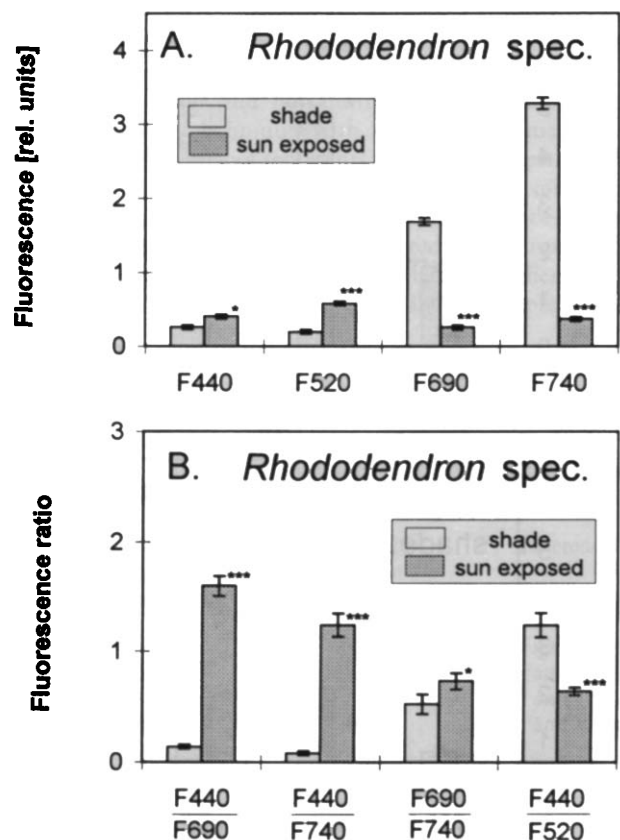 A. Rhododendron spec.
Fluorescence [rel. units]
4
3
2
1
0
shade
sun exposed
*
***
***
***
F440 F520 F690 F740
B. Rhododendron spec.
Fluorescence ratio
3
2
1
0
shade
sun exposed
***
***
*
***
F440 F440 F690 F440
F690 F740 F740 F520